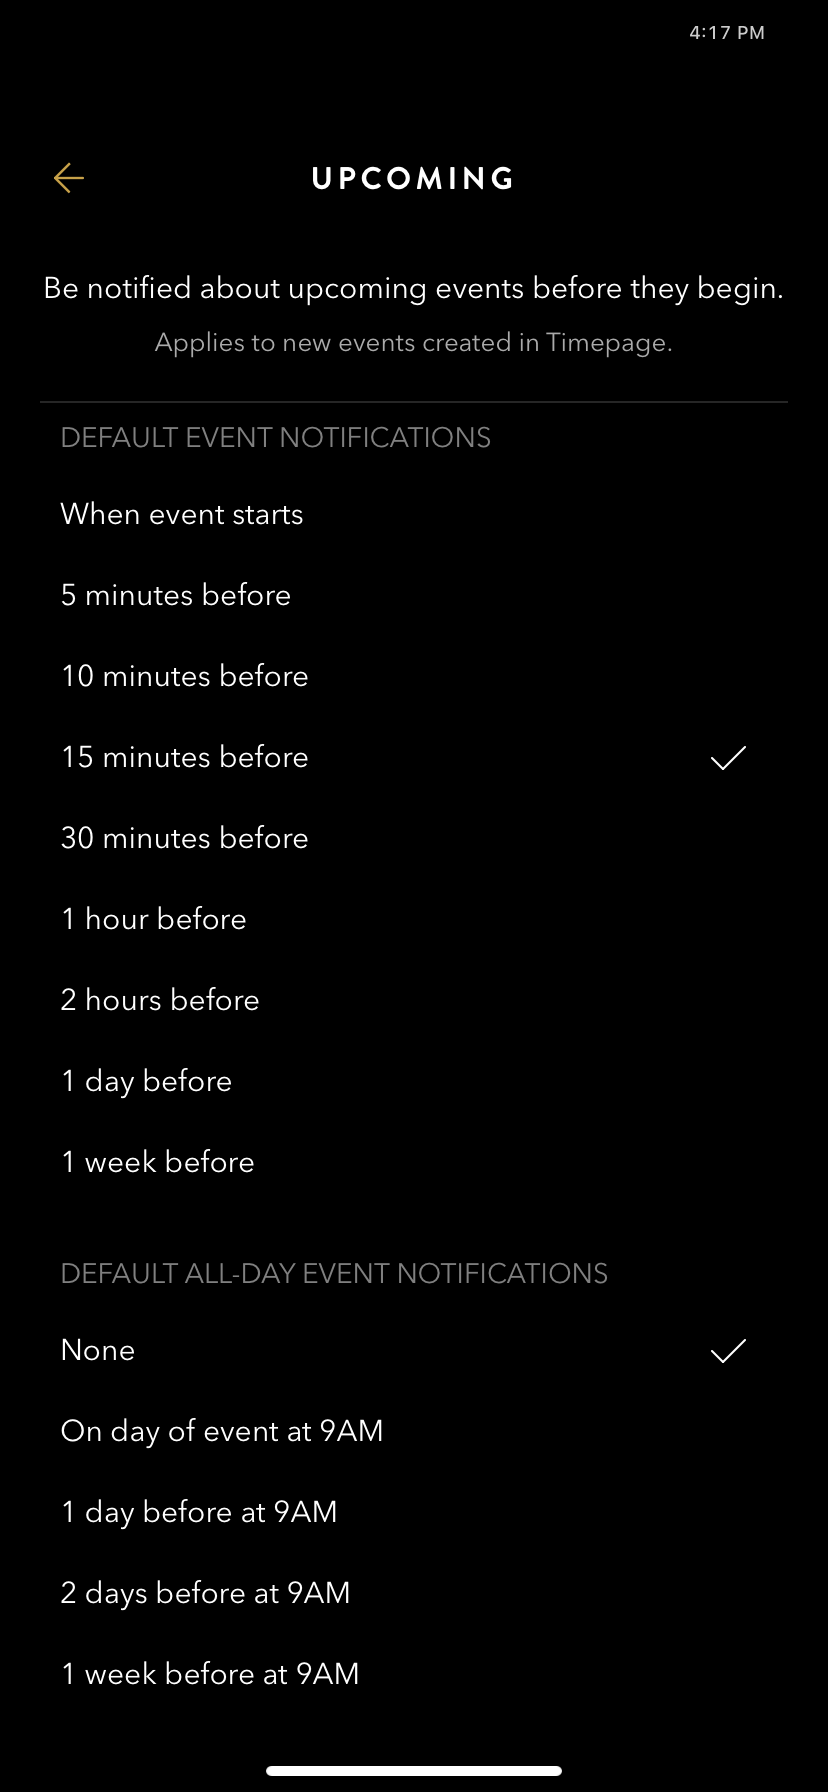 4:17 PM
UPCOMING
Be notified about upcoming events before they begin.
Applies to new events created in Timepage.
DEFAULT EVENT NOTIFICATIONS
When event starts
5 minutes before
10 minutes before
15 minutes before
30 minutes before
1 hour before
2 hours before
1 day before
1 week before
DEFAULT ALL-DAY EVENT NOTIFICATIONS
None
On day of event at 9AM
1 day before at 9AM
2 days before at 9AM
1 week before at 9AM